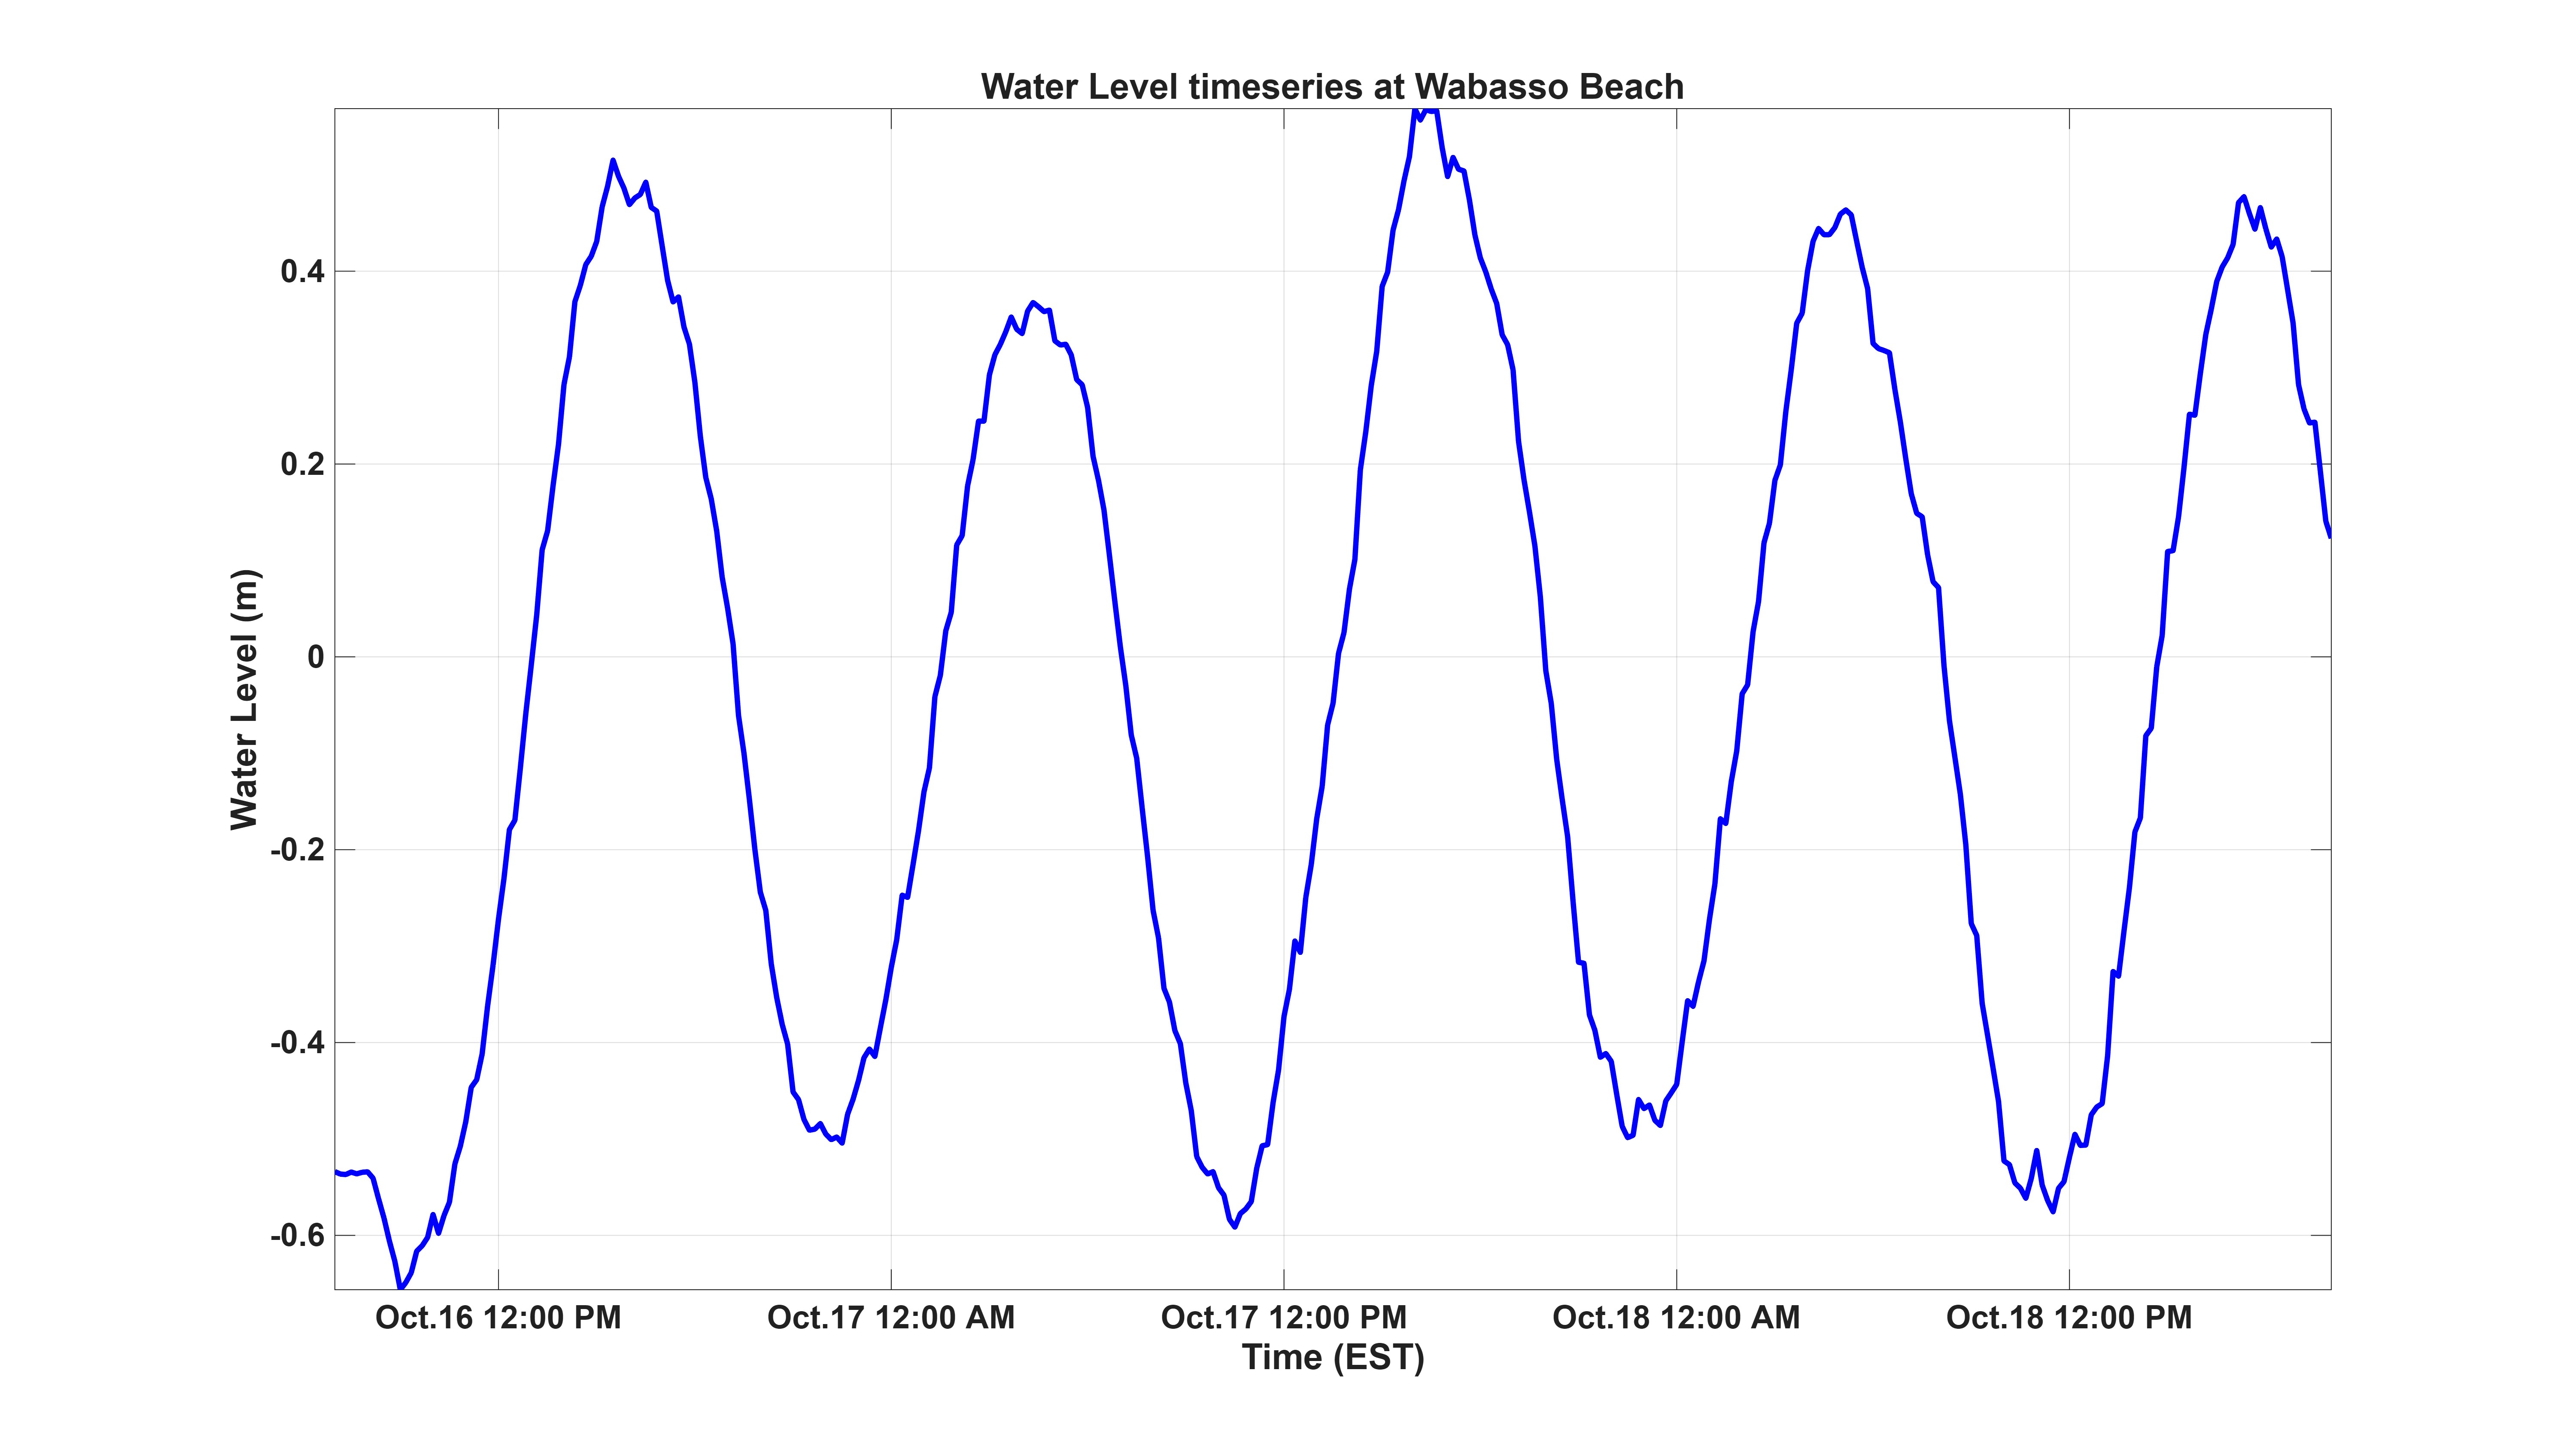 Water Level timeseries at Wabasso Beach
0.4
0.2
0
-0.2
-0.4
-0.6
Water Level (m)
Oct.16 12:00 PM
Oct.17 12:00 AM
Oct.17 12:00 PM
Oct.18 12:00 AM
Oct.18 12:00 PM
Time (EST)